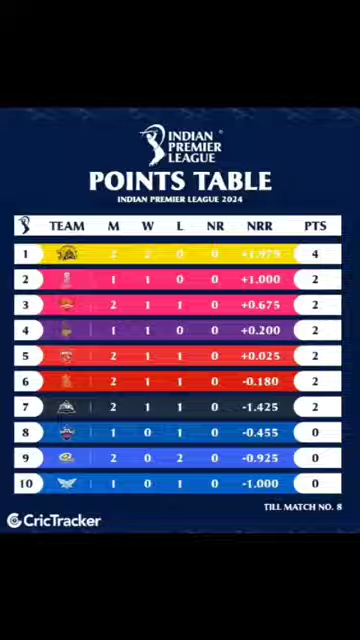 INDIAN
PREMIER
LEAGUE
POINTS TABLE
INDIAN PREMIER LEAGUE 2024
TEAM M W L NR NRR PTS
1 2 2 0 0 +1.979 4
2 1 1 0 0 +1.000 2
3 2 1 1 0 +0.675 2
4 1 1 0 0 +0.200 2
5 2 1 1 0 +0.025 2
6 2 1 1 0 -0.180 2
7 2 1 1 0 -1.425 2
8 1 0 1 0 -0.455 0
9 2 0 2 0 -0.925 0
10 1 0 1 0 -1.000 0
TILL MATCH NO. 8
CricTracker